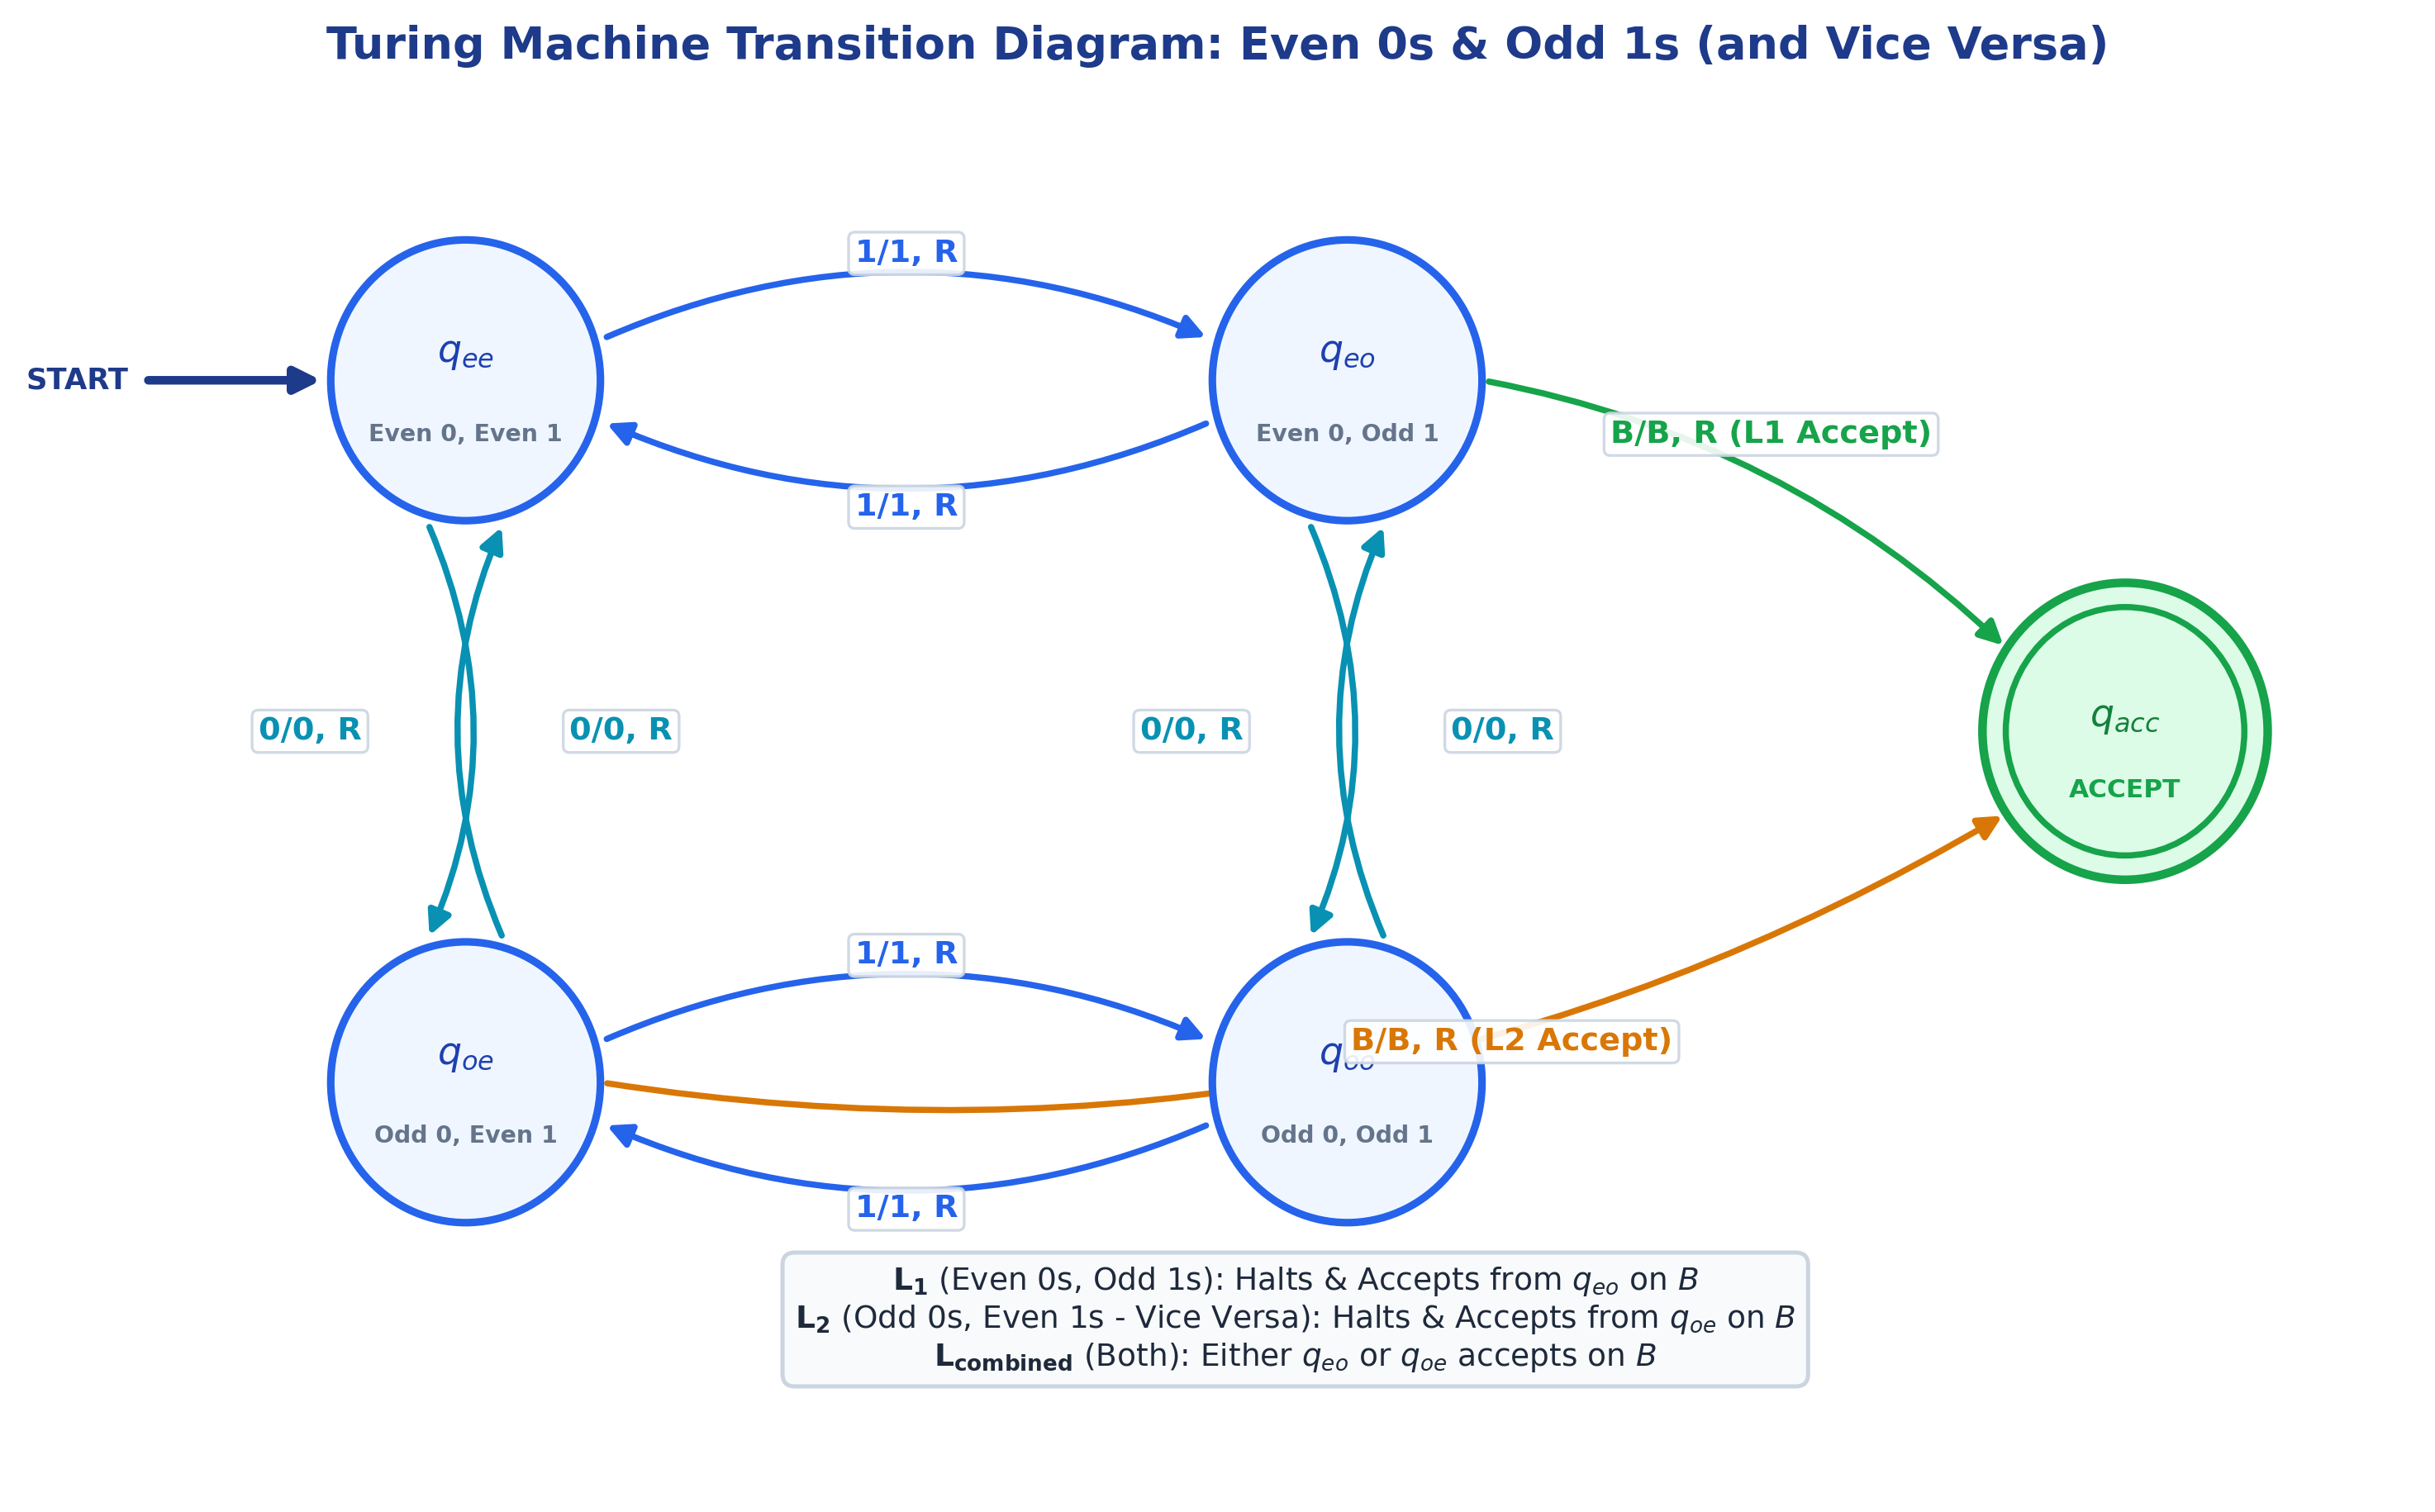 Turing Machine Transition Diagram: Even 0s & Odd 1s (and Vice Versa)
1/1, R
START
q_ee
Even 0, Even 1
q_eo
Even 0, Odd 1
B/B, R (L1 Accept)
1/1, R
0/0, R
0/0, R
0/0, R
0/0, R
q_acc
ACCEPT
1/1, R
q_oe
Odd 0, Even 1
q_oo
Odd 0, Odd 1
B/B, R (L2 Accept)
1/1, R
L_1 (Even 0s, Odd 1s): Halts & Accepts from q_eo on B
L_2 (Odd 0s, Even 1s - Vice Versa): Halts & Accepts from q_oe on B
L_combined (Both): Either q_eo or q_oe accepts on B